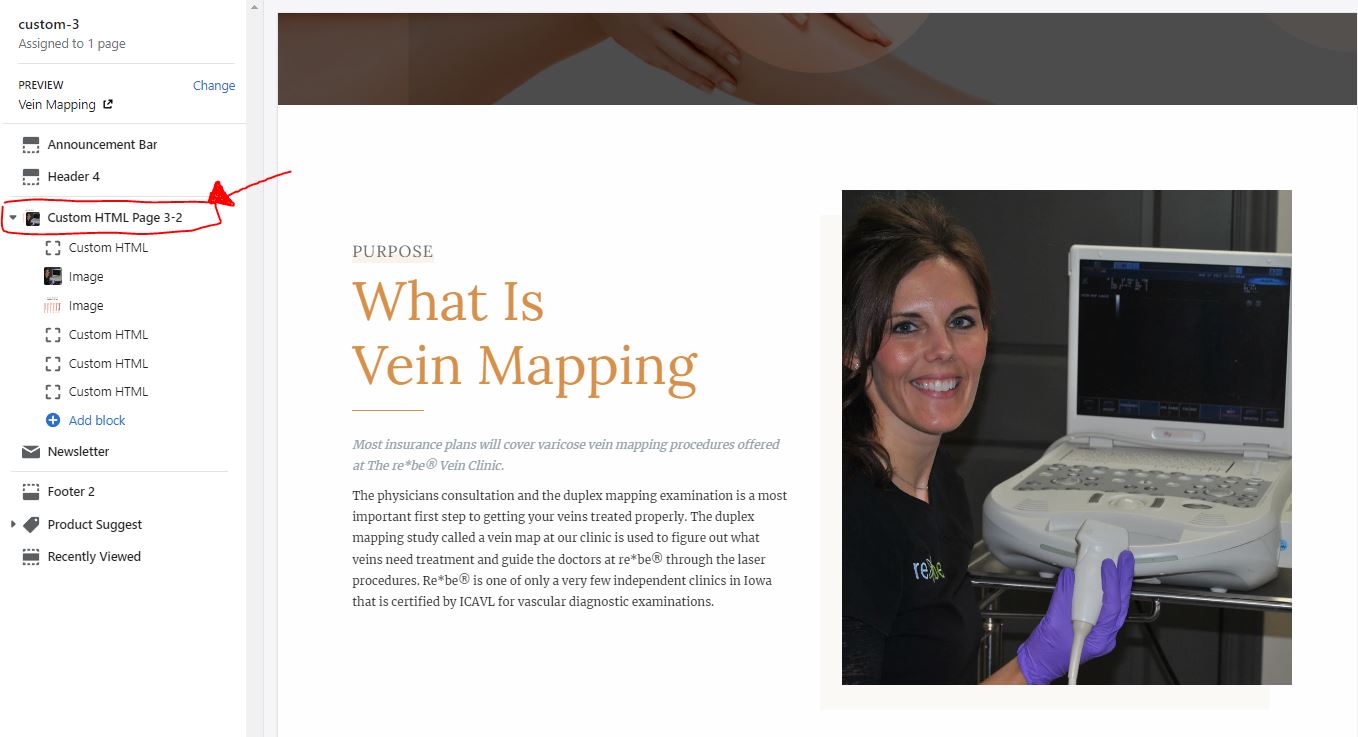 custom-3
Assigned to 1 page
PREVIEW
Change
Vein Mapping
Announcement Bar
Header 4
Custom HTML Page 3-2
Custom HTML
Image
Image
Custom HTML
Custom HTML
Custom HTML
Add block
Newsletter
Footer 2
Product Suggest
Recently Viewed
PURPOSE
What Is
Vein Mapping
Most insurance plans will cover varicose vein mapping procedures offered
at The re*be® Vein Clinic.
The physicians consultation and the duplex mapping examination is a most
important first step to getting your veins treated properly. The duplex
mapping study called a vein map at our clinic is used to figure out what
veins need treatment and guide the doctors at re*be® through the laser
procedures. Re*be® is one of only a very few independent clinics in Iowa
that is certified by ICAVL for vascular diagnostic examinations.